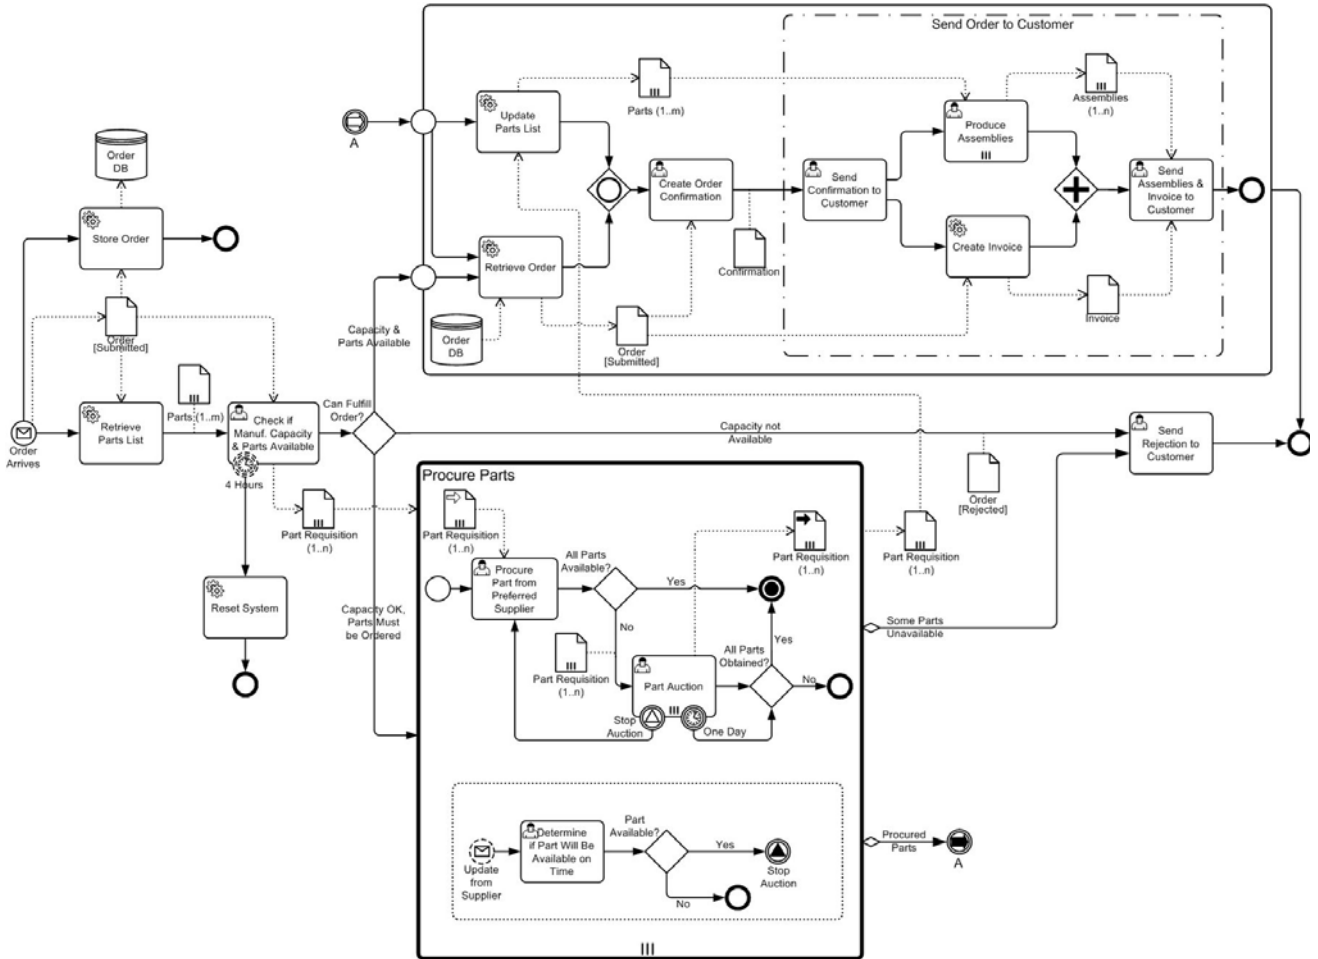 Send Order to Customer
Update
Parts List
Parts (1..m)
Produce
Assemblies
Assemblies
(1..n)
A
Order
DB
Create Order
Confirmation
Send
Confirmation to
Customer
Send
Assemblies &
Invoice to
Customer
Store Order
Retrieve Order
Create Invoice
Confirmation
Order
[Submitted]
Capacity &
Parts Available
Order
DB
Order
[Submitted]
Invoice
Parts (1..m)
Retrieve
Parts List
Order
Arrives
Check if
Manuf. Capacity
& Parts Available
4 Hours
Can Fulfill
Order?
Capacity not
Available
Send
Rejection to
Customer
Order
[Rejected]
Procure Parts
Part Requisition
(1..n)
Part Requisition
(1..n)
Part Requisition
(1..n)
Part Requisition
(1..n)
Procure
Part from
Preferred
Supplier
All Parts
Available?
Yes
No
Reset System
Capacity OK,
Parts Must
be Ordered
Part Requisition
(1..n)
Part Auction
All Parts
Obtained?
Yes
No
Some Parts
Unavailable
Stop
Auction
One Day
Determine
if Part Will Be
Available on
Time
Part
Available?
Yes
No
Update
from
Supplier
Stop
Auction
Procured
Parts
A